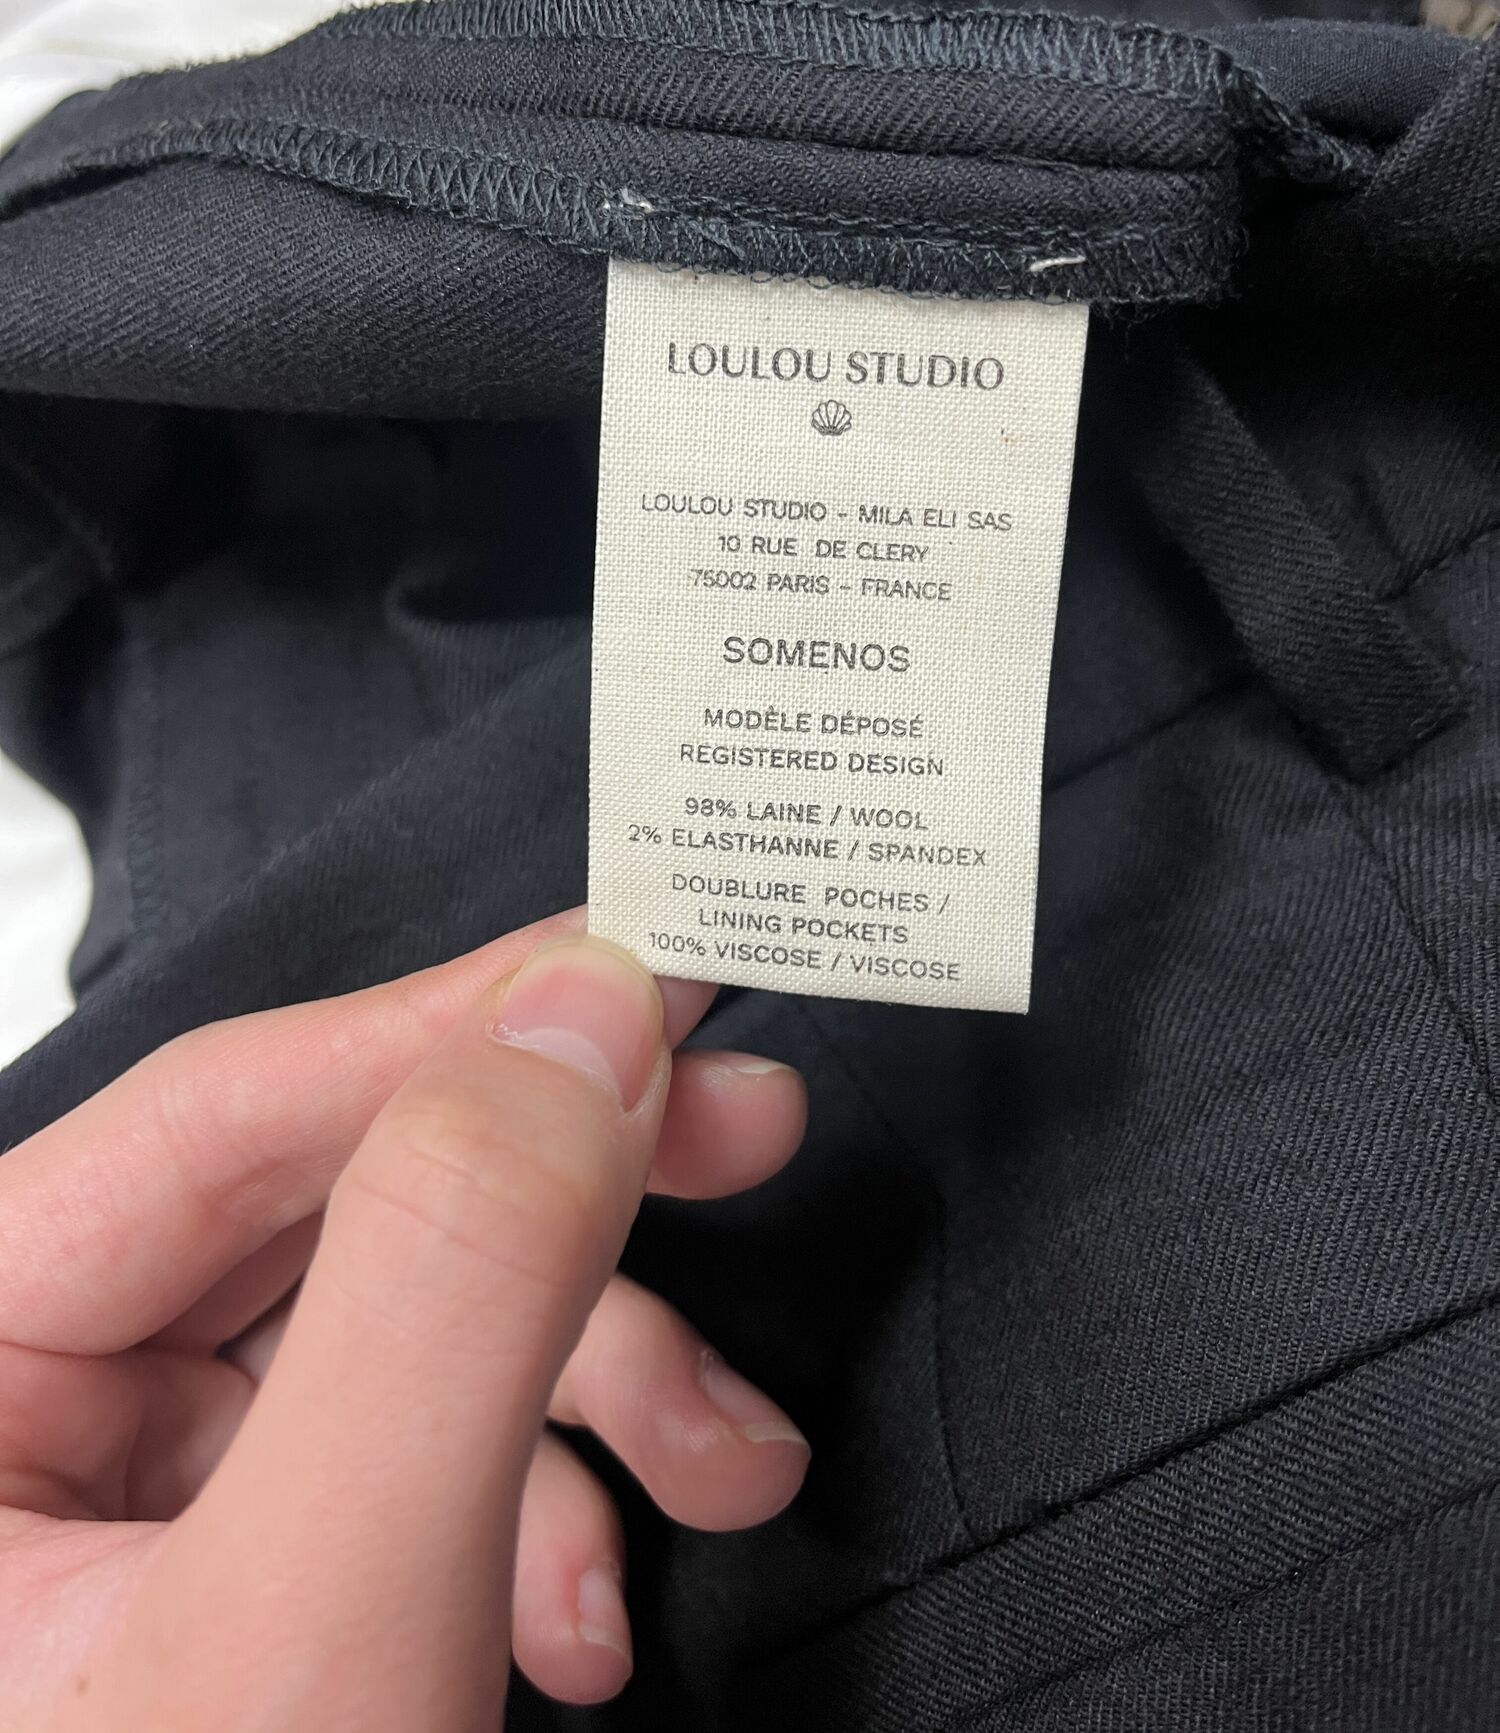 LOULOU STUDIO
LOULOU STUDIO - MILA ELI SAS
10 RUE DE CLERY
75002 PARIS - FRANCE
SOMENOS
MODÈLE DÉPOSÉ
REGISTERED DESIGN
98% LAINE / WOOL
2% ELASTHANNE / SPANDEX
DOUBLURE POCHES /
LINING POCKETS
100% VISCOSE / VISCOSE